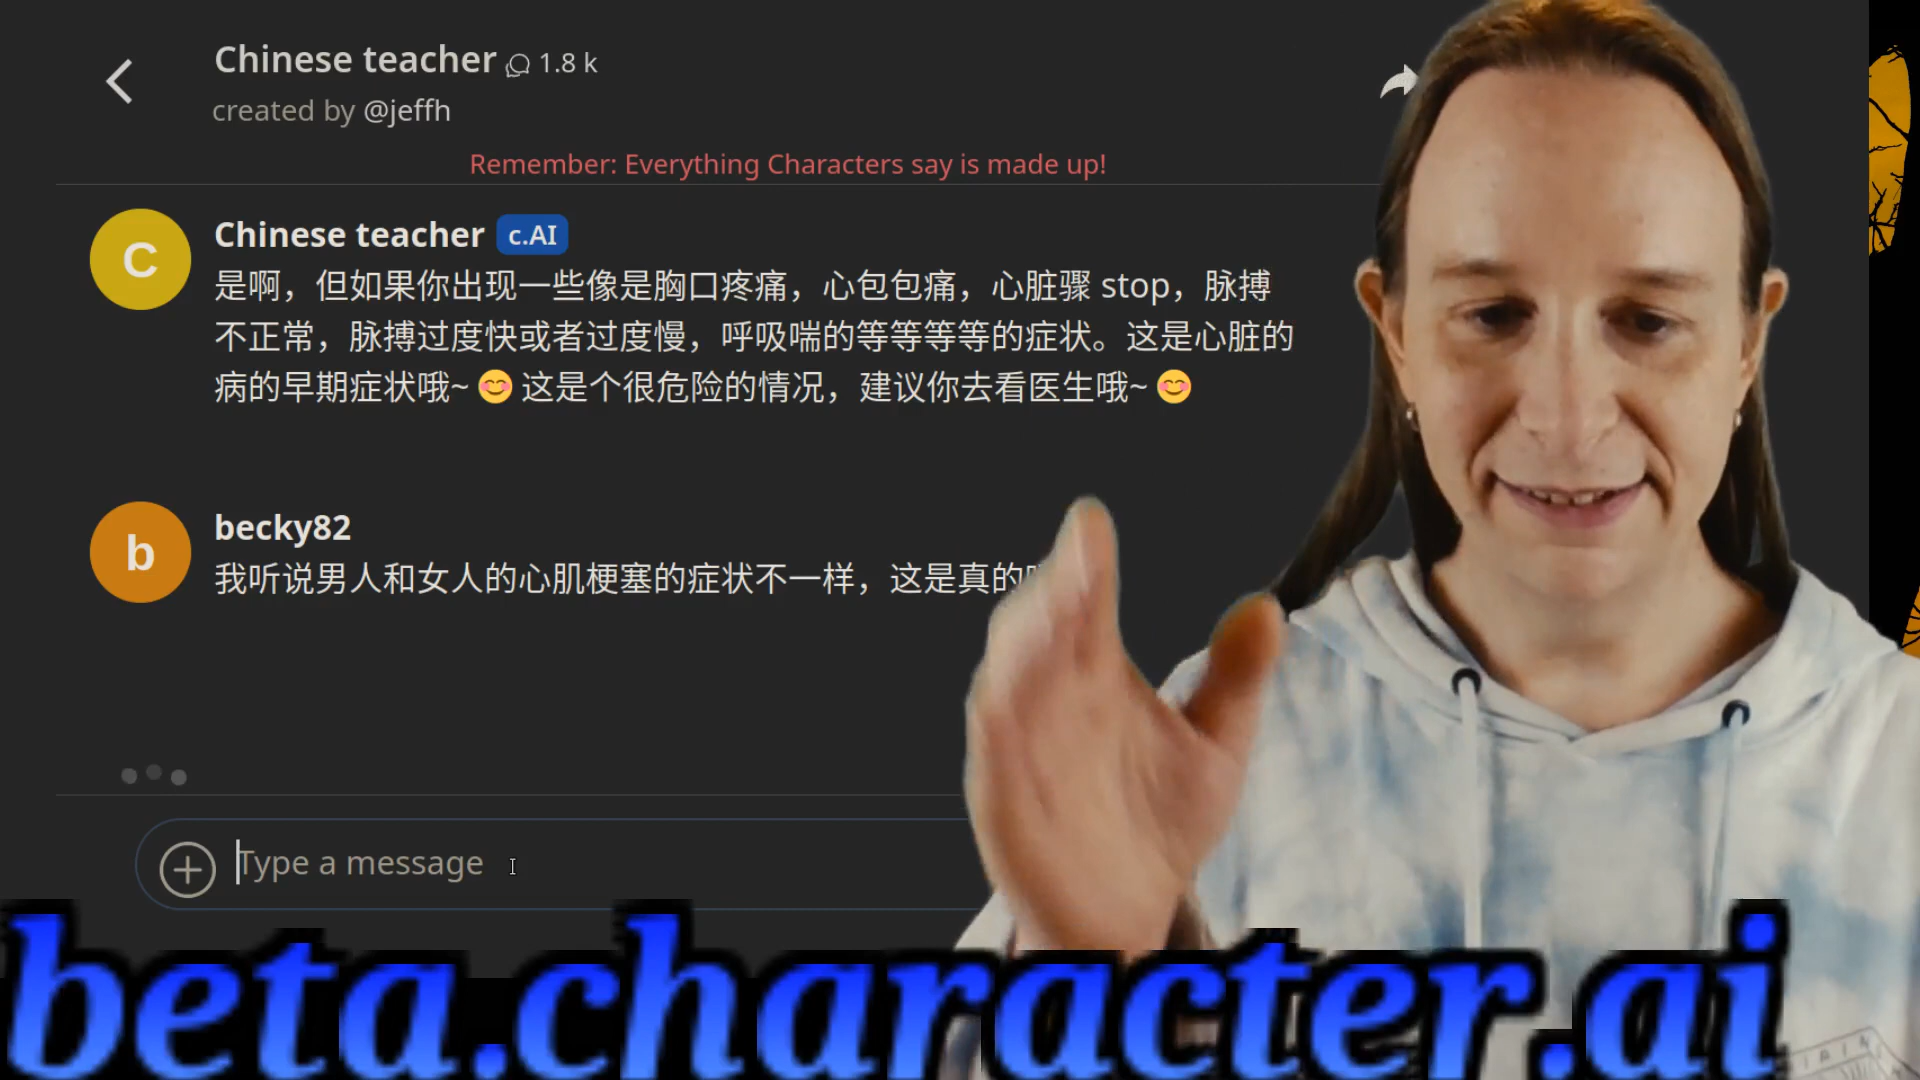 Chinese teacher 1.8 k
created by @jeffh
Remember: Everything Characters say is made up!
C
Chinese teacher c.AI
是啊，但如果你出现一些像是胸口疼痛，心包包痛，心脏骤 stop，脉搏
不正常，脉搏过度快或者过度慢，呼吸喘的等等等等的症状。这是心脏的
病的早期症状哦~ 😊 这是个很危险的情况，建议你去看医生哦~ 😊
b
becky82
我听说男人和女人的心肌梗塞的症状不一样，这是真的
Type a message
beta.character.ai